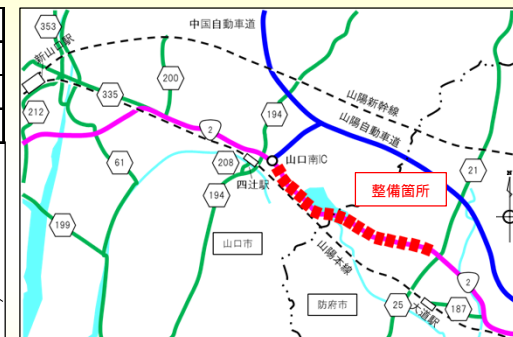 353
中国自動車道
新山口駅
200
335
山陽新幹線
212
2
194
山陽自動車道
山口南IC
61
208
四辻駅
21
整備箇所
194
199
山口市
山陽本線
防府市
2
25
大道駅
187